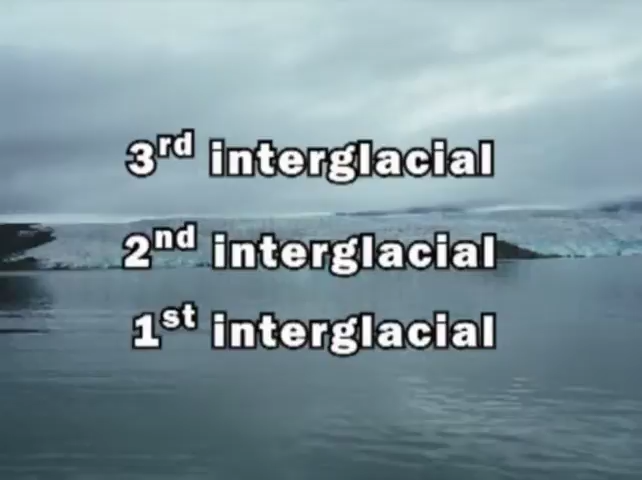 3rd interglacial
2nd interglacial
1st interglacial